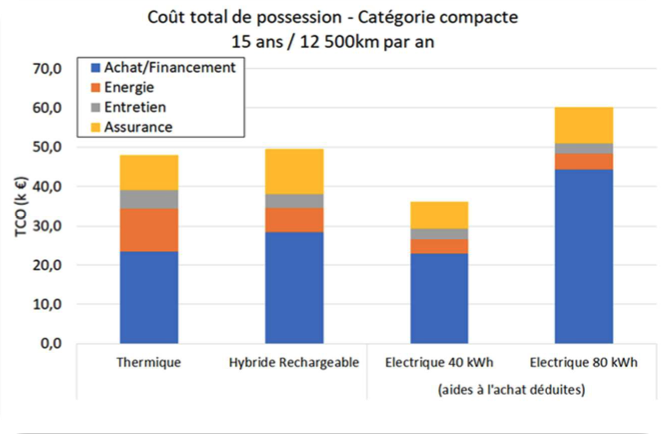 Coût total de possession - Catégorie compacte
15 ans / 12 500km par an
70,0
60,0
50,0
40,0
30,0
20,0
10,0
0,0
TCO (k €)
Achat/Financement
Energie
Entretien
Assurance
Thermique
Hybride Rechargeable
Electrique 40 kWh
Electrique 80 kWh
(aides à l'achat déduites)